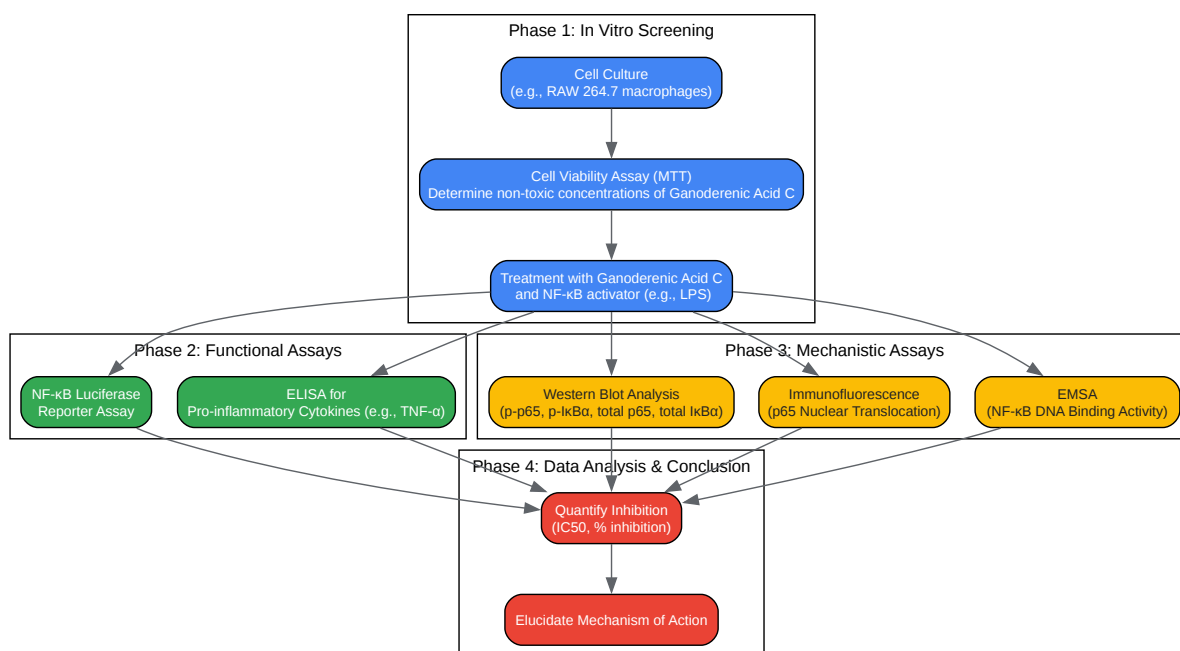 Phase 1: In Vitro Screening
Cell Culture
(e.g., RAW 264.7 macrophages)
Cell Viability Assay (MTT)
Determine non-toxic concentrations of Ganoderenic Acid C
Treatment with Ganoderenic Acid C
and NF-κB activator (e.g., LPS)
Phase 2: Functional Assays
NF-κB Luciferase
Reporter Assay
ELISA for
Pro-inflammatory Cytokines (e.g., TNF-α)
Phase 3: Mechanistic Assays
Western Blot Analysis
(p-p65, p-IκBα, total p65, total IκBα)
Immunofluorescence
(p65 Nuclear Translocation)
EMSA
(NF-κB DNA Binding Activity)
Phase 4: Data Analysis & Conclusion
Quantify Inhibition
(IC50, % inhibition)
Elucidate Mechanism of Action